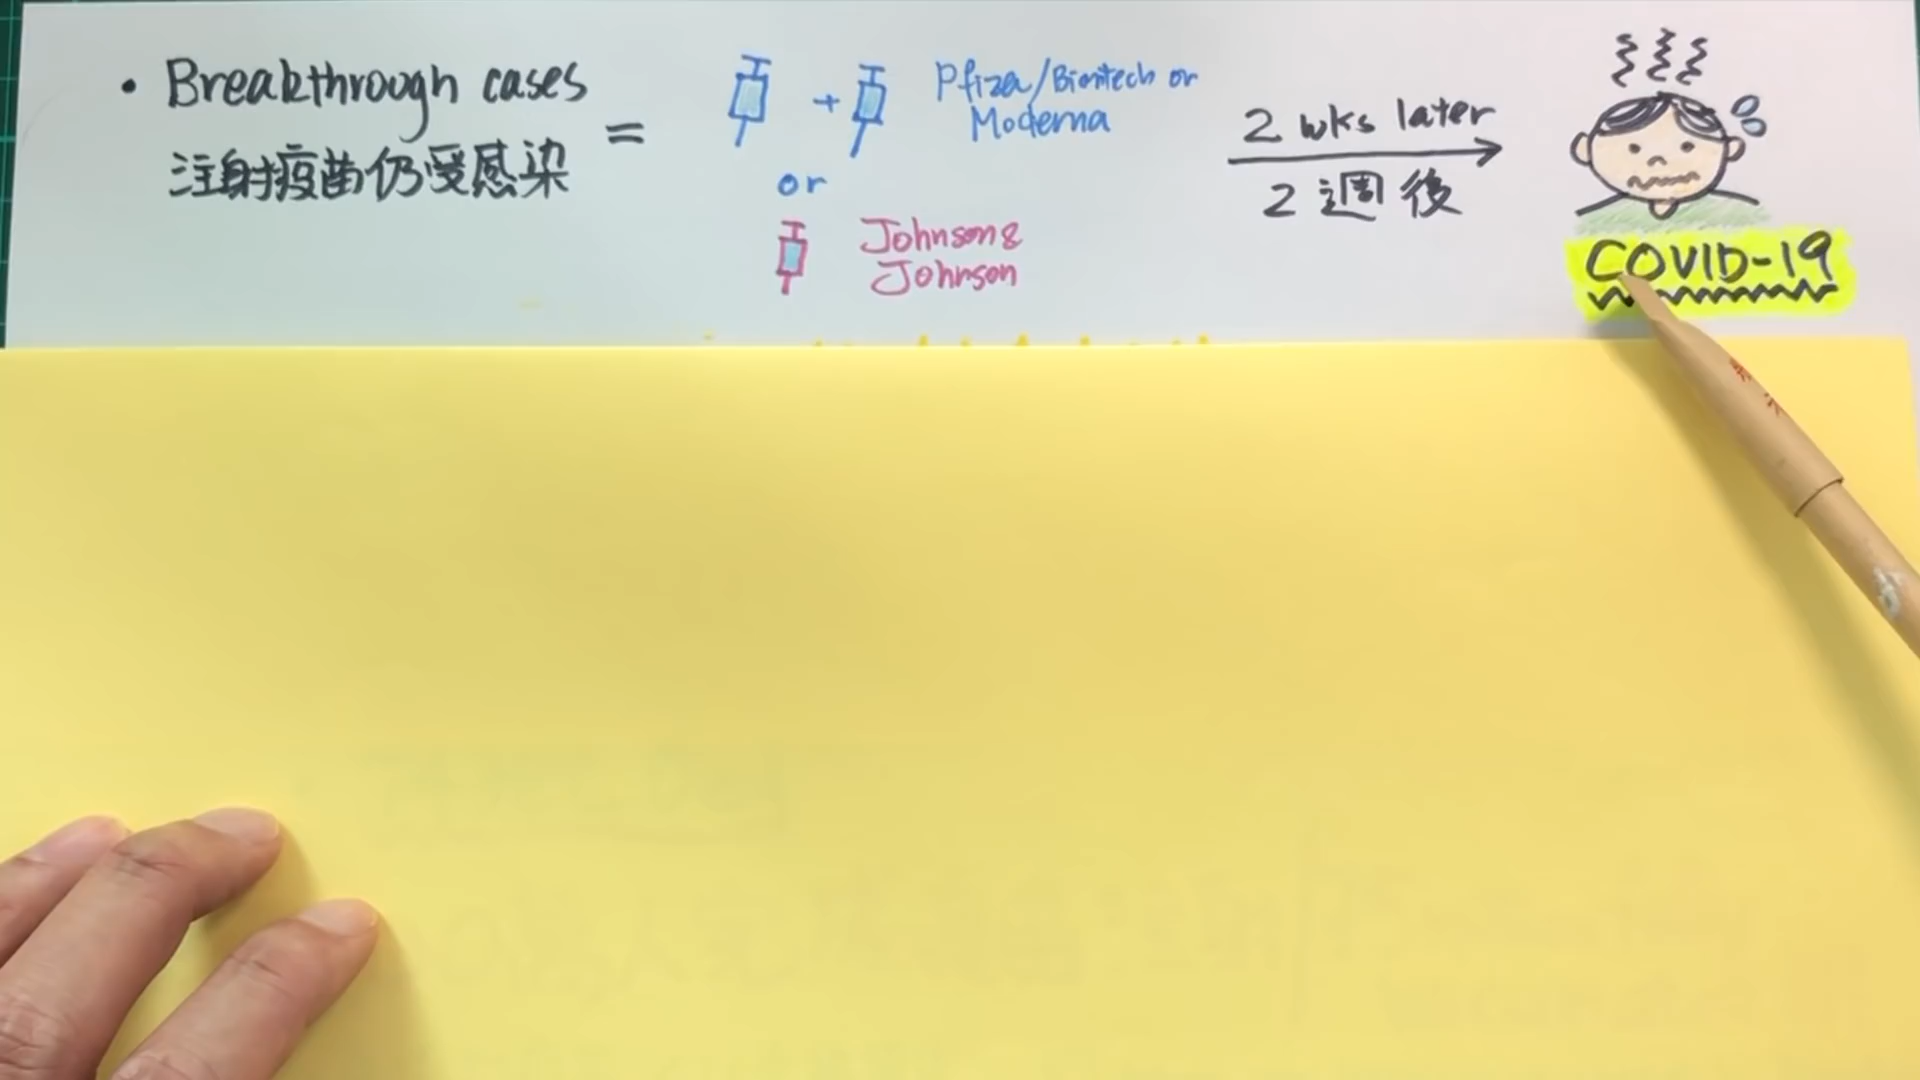 • Breakthrough cases
注射疫苗仍受感染
=
+
Pfiza/Biontech or
Moderna
or
Johnson &
Johnson
2 wks later
2 週後
COVID-19